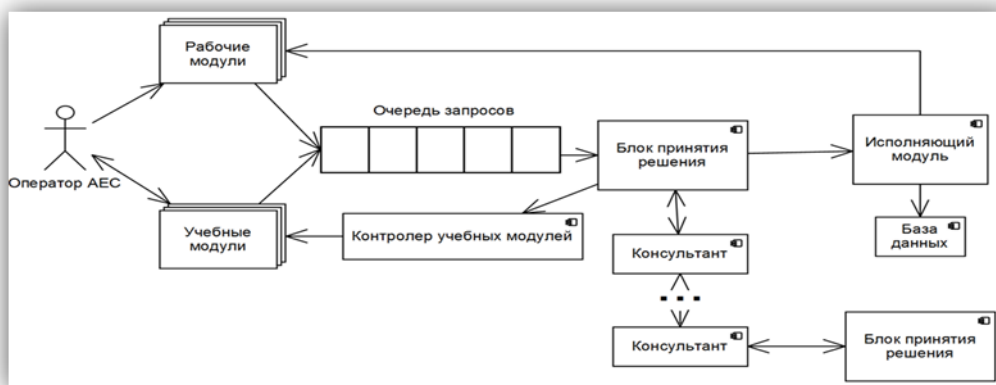 Рабочие
модули
Очередь запросов
Блок принятия
решения
Исполняющий
модуль
Оператор АЕС
Учебные
модули
Контролер учебных модулей
Консультант
База
данных
Консультант
Блок принятия
решения